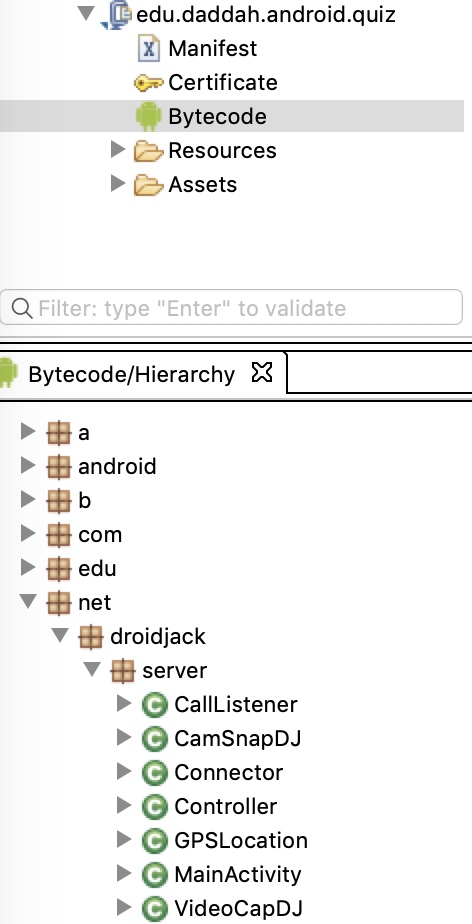 edu.daddah.android.quiz
Manifest
Certificate
Bytecode
Resources
Assets
Filter: type "Enter" to validate
Bytecode/Hierarchy
a
android
b
com
edu
net
droidjack
server
CallListener
CamSnapDJ
Connector
Controller
GPSLocation
MainActivity
VideoCapDJ